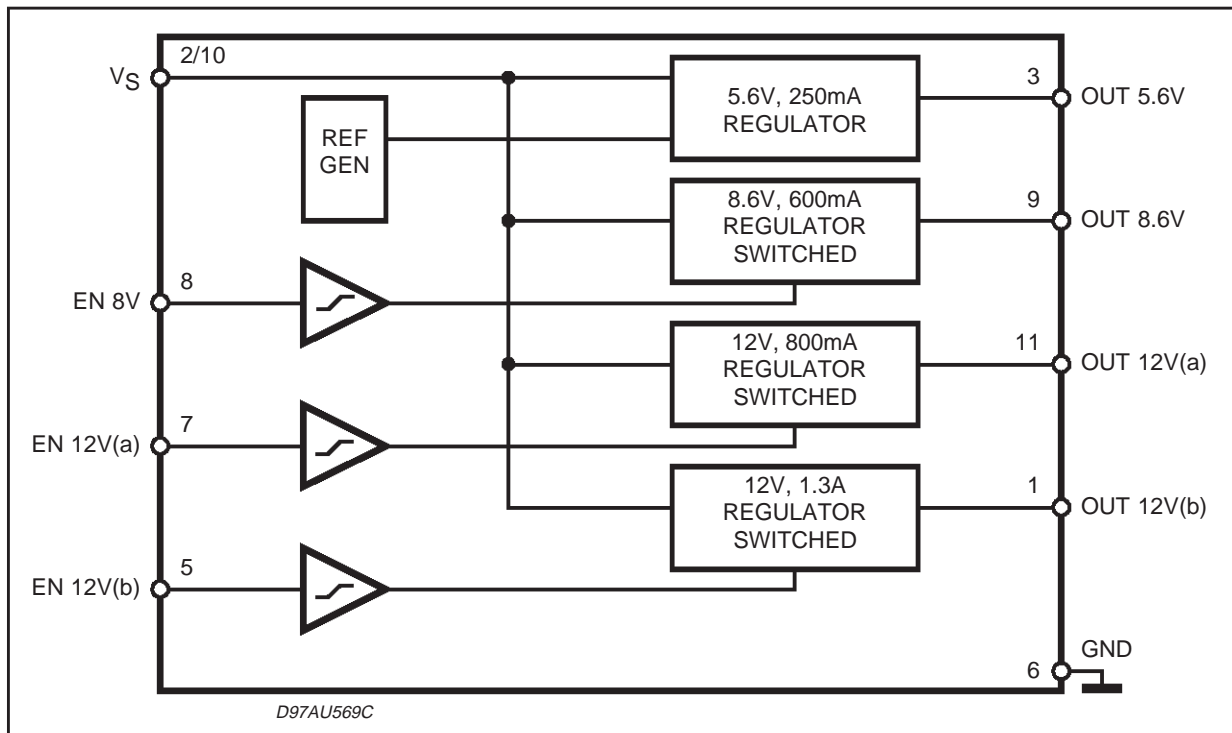 2/10
VS
3
5.6V, 250mA
REGULATOR
OUT 5.6V
REF
GEN
8.6V, 600mA
REGULATOR
SWITCHED
9
OUT 8.6V
8
EN 8V
12V, 800mA
REGULATOR
SWITCHED
11
OUT 12V(a)
7
EN 12V(a)
12V, 1.3A
REGULATOR
SWITCHED
1
OUT 12V(b)
5
EN 12V(b)
GND
6
D97AU569C